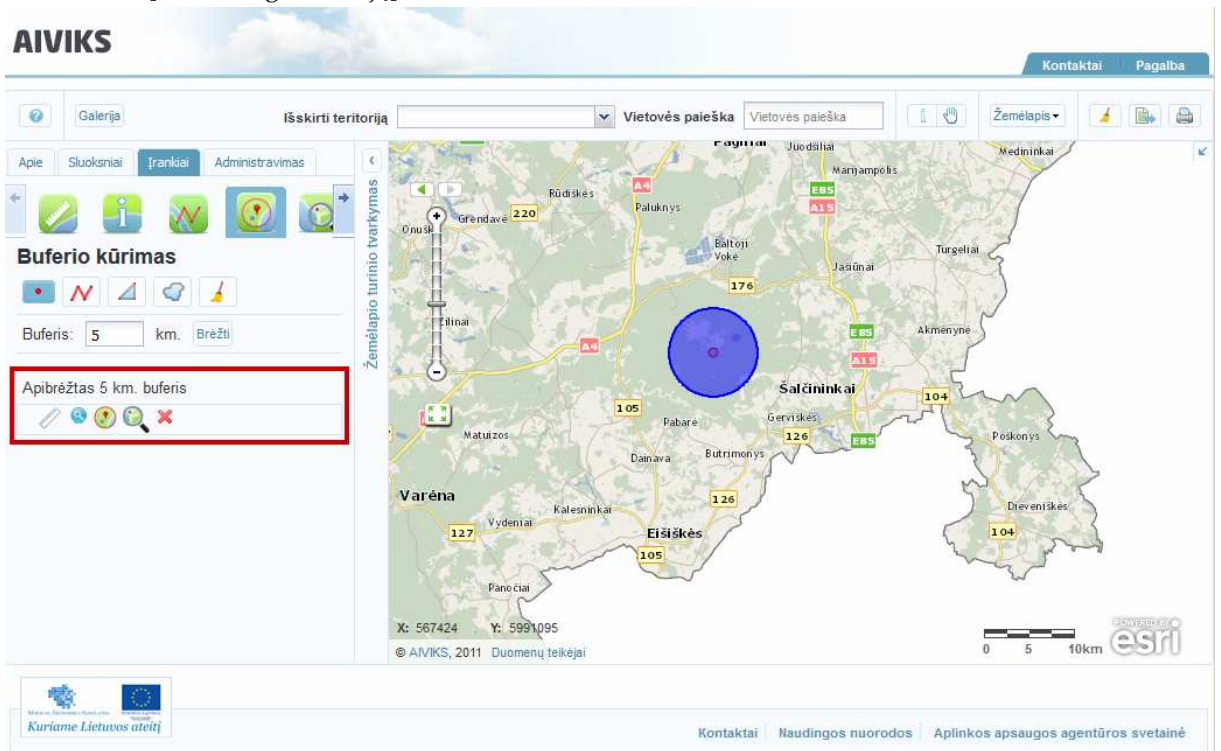 AIVIKS
Kontaktai Pagalba
Galerija
Išskirti teritoriją
Vietovės paieška Vietovės paieška
Žemėlapis
Apie Sluoksniai Įrankiai Administravimas
Buferio kūrimas
Buferis: 5 km. Brėžti
Apibrėžtas 5 km. buferis
Žemėlapio turinio tvarkymas
Juodšiliai
Medininkai
Marijampolis
Rūdiškės
A4
E85
A15
Paluknys
Grendavė 220
Onušk
Baltoji
Vokė
Turgeliai
Jašiūnai
176
Žilinai
E85
Akmenynė
A4
A15
Šalčininkai
104
105
Pabarė
Gerviškės
Matuizos
126
E85
Poškonys
Dainava
Butrimonys
Varėna
126
Dieveniškės
Kalesninkai
Vydeniai
127
Eišiškės
104
105
Panočiai
X: 567424 Y: 5991095
© AIVIKS, 2011 Duomenų teikėjai
0 5 10km
POWERED BY
esri
Kuriame Lietuvos ateitį
Kontaktai Naudingos nuorodos Aplinkos apsaugos agentūros svetainė